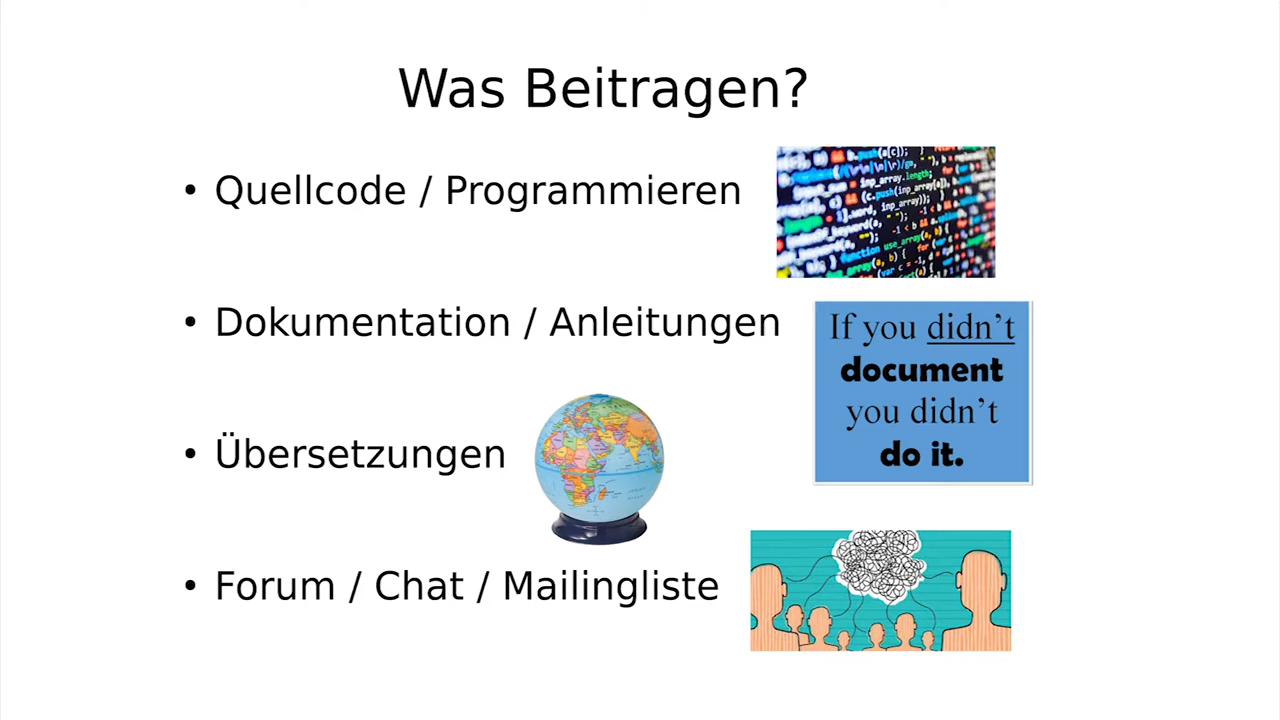 Was Beitragen?
• Quellcode / Programmieren
• Dokumentation / Anleitungen
If you didn't
document
you didn't
do it.
• Übersetzungen
• Forum / Chat / Mailingliste